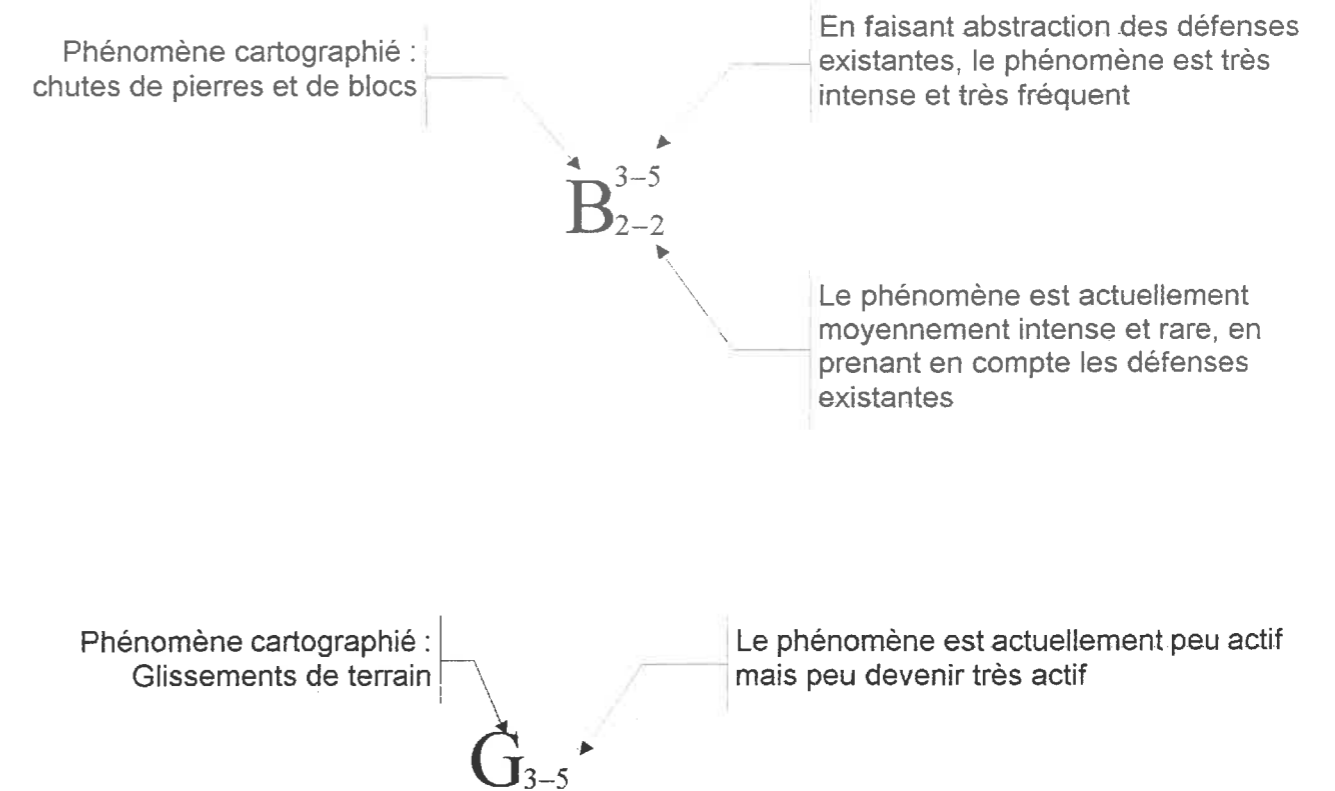 Phénomène cartographié :
chutes de pierres et de blocs
En faisant abstraction des défenses
existantes, le phénomène est très
intense et très fréquent
B 3–5
2–2
Le phénomène est actuellement
moyennement intense et rare, en
prenant en compte les défenses
existantes
Phénomène cartographié :
Glissements de terrain
Le phénomène est actuellement peu actif
mais peu devenir très actif
G 3–5